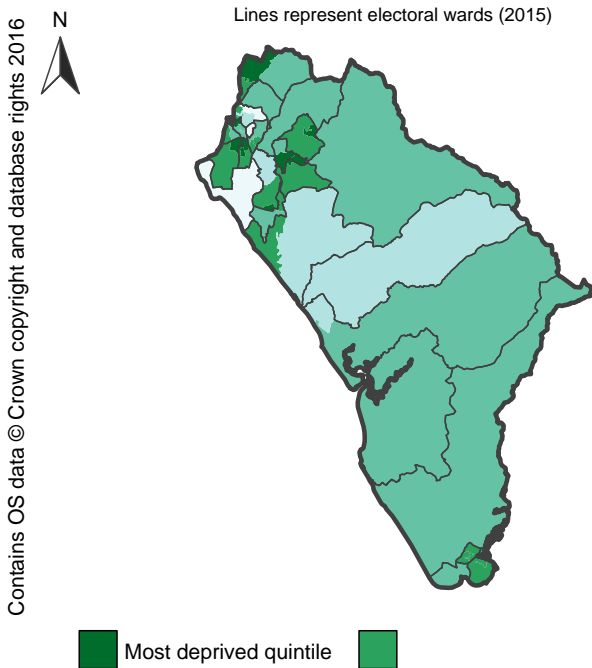 Lines represent electoral wards (2015)
N
Contains OS data © Crown copyright and database rights 2016
Most deprived quintile